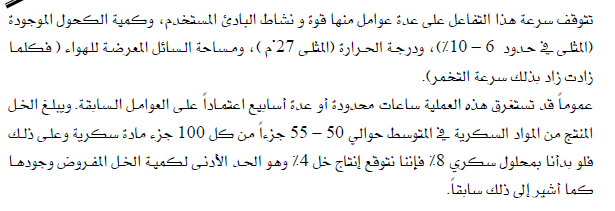 تتوقف سرعة هذا التفاعل على عدة عوامل منها قوة و نشاط البادئ المستخدم، وكمية الكحول الموجودة
(المثلى في حدود 6 – 10٪)، ودرجة الحرارة (المثلى 27°م )، ومساحة السائل المعرضة للهواء ( فكلما
زادت زاد بذلك سرعة التخمر).
عموماً قد تستغرق هذه العملية ساعات محدودة أو عدة أسابيع اعتماداً على العوامل السابقة. ويبلغ الخل
المنتج من المواد السكرية في المتوسط حوالي 50 – 55 جزءاً من كل 100 جزء مادة سكرية وعلى ذلك
فلو بدأنا بمحلول سكري 8٪ فإننا نتوقع إنتاج خل 4٪ وهو الحد الأدنى لكمية الخل المفروض وجودها
كما أشير إلى ذلك سابقاً.